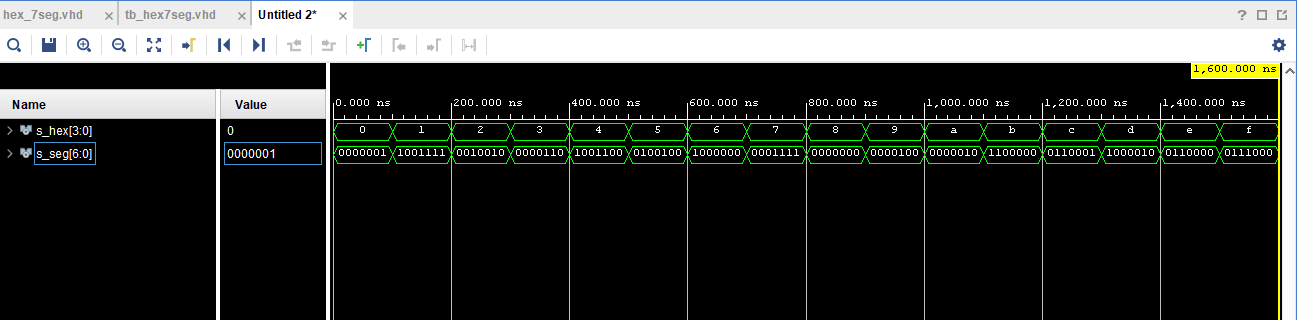 hex_7seg.vhd × tb_hex7seg.vhd × Untitled 2* ×
?
1,600.000 ns
Name Value
0.000 ns 200.000 ns 400.000 ns 600.000 ns 800.000 ns 1,000.000 ns 1,200.000 ns 1,400.000 ns
s_hex[3:0] 0 0 1 2 3 4 5 6 7 8 9 a b c d e f
s_seg[6:0] 0000001 0000001 1001111 0010010 0000110 1001100 0100100 1000000 0001111 0000000 0000100 0000010 1100000 0110001 1000010 0110000 0111000